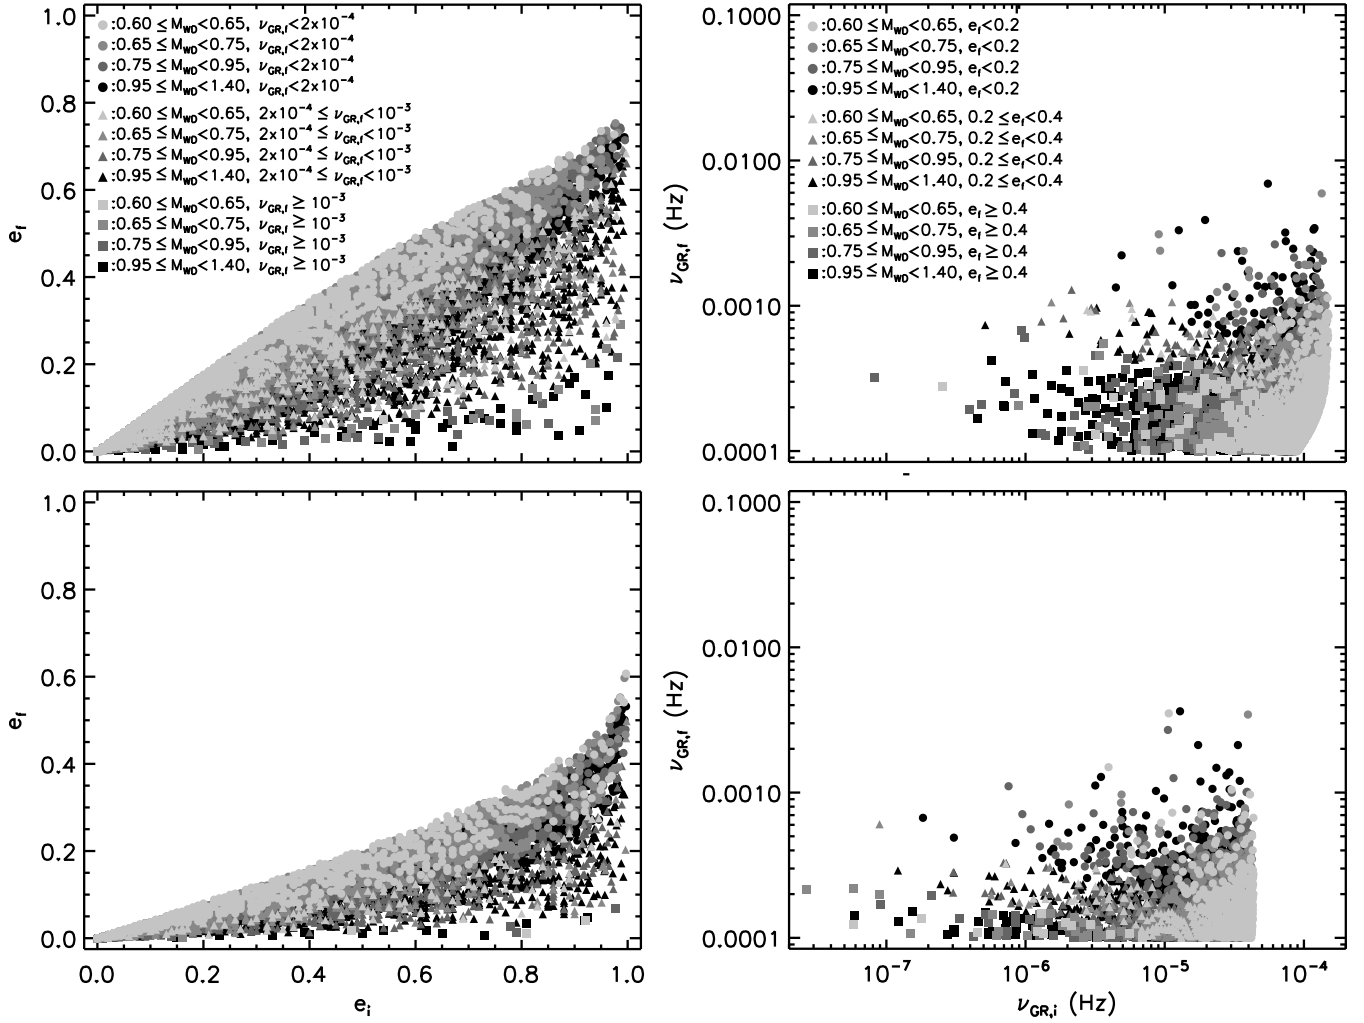 1.0
0.8
0.6
0.4
0.2
0.0
e_f
:0.60 ≤ M_WD < 0.65, ν_GR,f < 2×10⁻⁴
:0.65 ≤ M_WD < 0.75, ν_GR,f < 2×10⁻⁴
:0.75 ≤ M_WD < 0.95, ν_GR,f < 2×10⁻⁴
:0.95 ≤ M_WD < 1.40, ν_GR,f < 2×10⁻⁴
:0.60 ≤ M_WD < 0.65, 2×10⁻⁴ ≤ ν_GR,f < 10⁻³
:0.65 ≤ M_WD < 0.75, 2×10⁻⁴ ≤ ν_GR,f < 10⁻³
:0.75 ≤ M_WD < 0.95, 2×10⁻⁴ ≤ ν_GR,f < 10⁻³
:0.95 ≤ M_WD < 1.40, 2×10⁻⁴ ≤ ν_GR,f < 10⁻³
:0.60 ≤ M_WD < 0.65, ν_GR,f ≥ 10⁻³
:0.65 ≤ M_WD < 0.75, ν_GR,f ≥ 10⁻³
:0.75 ≤ M_WD < 0.95, ν_GR,f ≥ 10⁻³
:0.95 ≤ M_WD < 1.40, ν_GR,f ≥ 10⁻³
0.1000
0.0100
0.0010
0.0001
ν_GR,f (Hz)
:0.60 ≤ M_WD < 0.65, e_f < 0.2
:0.65 ≤ M_WD < 0.75, e_f < 0.2
:0.75 ≤ M_WD < 0.95, e_f < 0.2
:0.95 ≤ M_WD < 1.40, e_f < 0.2
:0.60 ≤ M_WD < 0.65, 0.2 ≤ e_f < 0.4
:0.65 ≤ M_WD < 0.75, 0.2 ≤ e_f < 0.4
:0.75 ≤ M_WD < 0.95, 0.2 ≤ e_f < 0.4
:0.95 ≤ M_WD < 1.40, 0.2 ≤ e_f < 0.4
:0.60 ≤ M_WD < 0.65, e_f ≥ 0.4
:0.65 ≤ M_WD < 0.75, e_f ≥ 0.4
:0.75 ≤ M_WD < 0.95, e_f ≥ 0.4
:0.95 ≤ M_WD < 1.40, e_f ≥ 0.4
1.0
0.8
0.6
0.4
0.2
0.0
e_f
0.0 0.2 0.4 0.6 0.8 1.0
e_i
0.1000
0.0100
0.0010
0.0001
ν_GR,f (Hz)
10⁻⁷ 10⁻⁶ 10⁻⁵ 10⁻⁴
ν_GR,i (Hz)